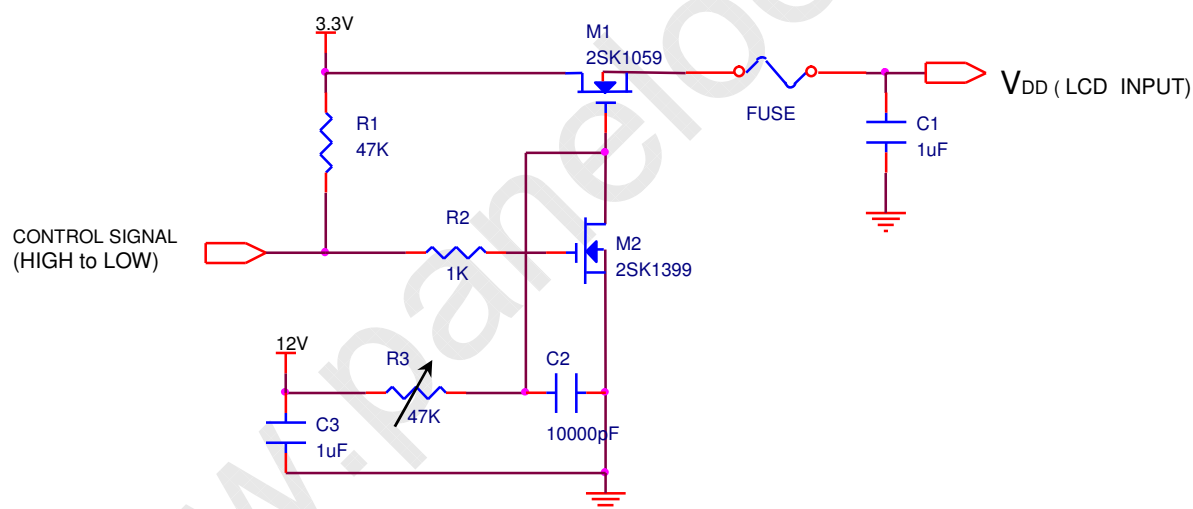 3.3V
M1
2SK1059
R1
47K
FUSE
VDD ( LCD INPUT)
C1
1uF
CONTROL SIGNAL
(HIGH to LOW)
R2
1K
M2
2SK1399
12V
R3
47K
C2
10000pF
C3
1uF
w.paneloo